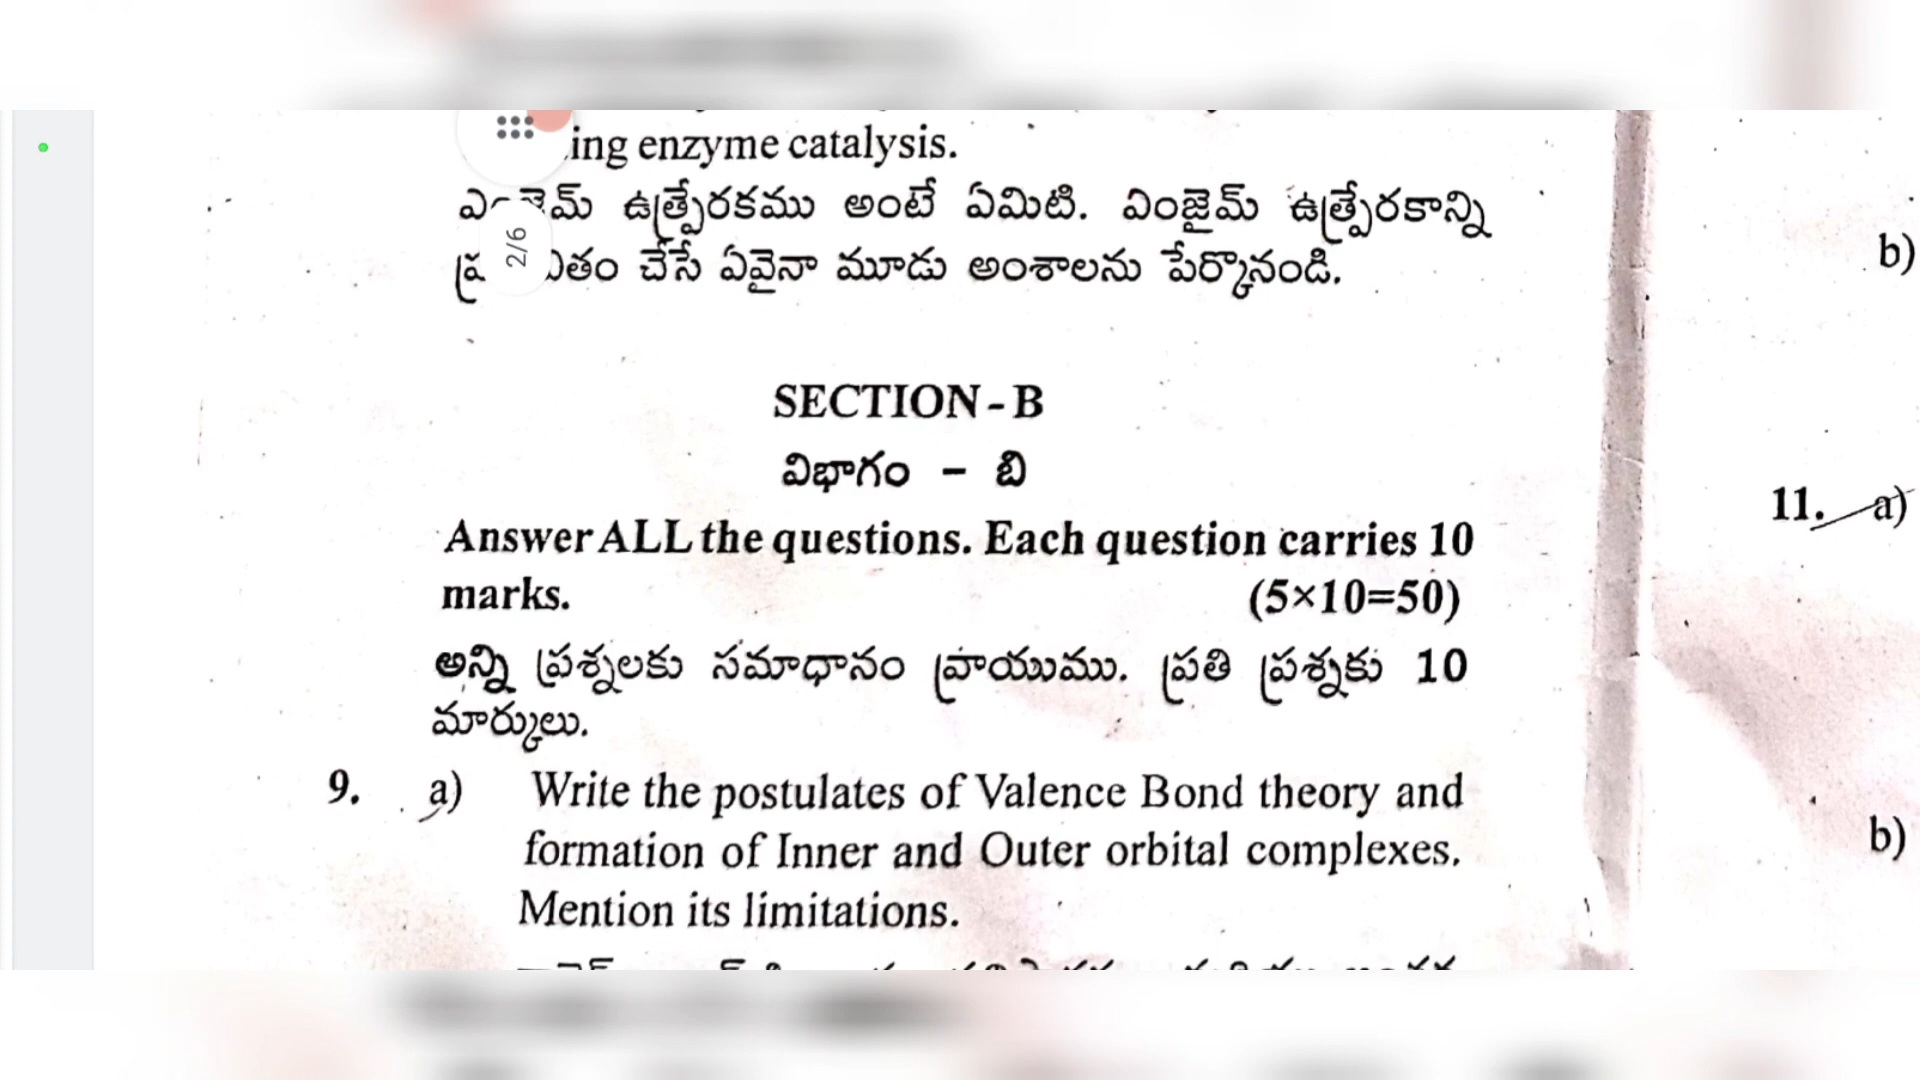 ing enzyme catalysis.
ఉత్ప్రేరకము అంటే ఏమిటి. ఏంజైమ్ ఉత్ప్రేరకాన్ని
2/6
చేసే ఏవైనా మూడు అంశాలను పేర్కొనండి.
b)
SECTION - B
విభాగం - బి
Answer ALL the questions. Each question carries 10
marks. (5×10=50)
11. a)
అన్ని ప్రశ్నలకు సమాధానం వ్రాయుము. ప్రతి ప్రశ్నకు 10
మార్కులు.
9. a) Write the postulates of Valence Bond theory and
formation of Inner and Outer orbital complexes.
b)
Mention its limitations.